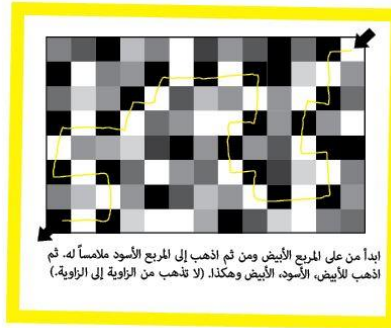 ابدأ من على المربع الأبيض ومن ثم اذهب إلى المربع الأسود ملامساً له. ثم
اذهب للأبيض، الأسود، الأبيض وهكذا. (لا تذهب من الزاوية إلى الزاوية.)